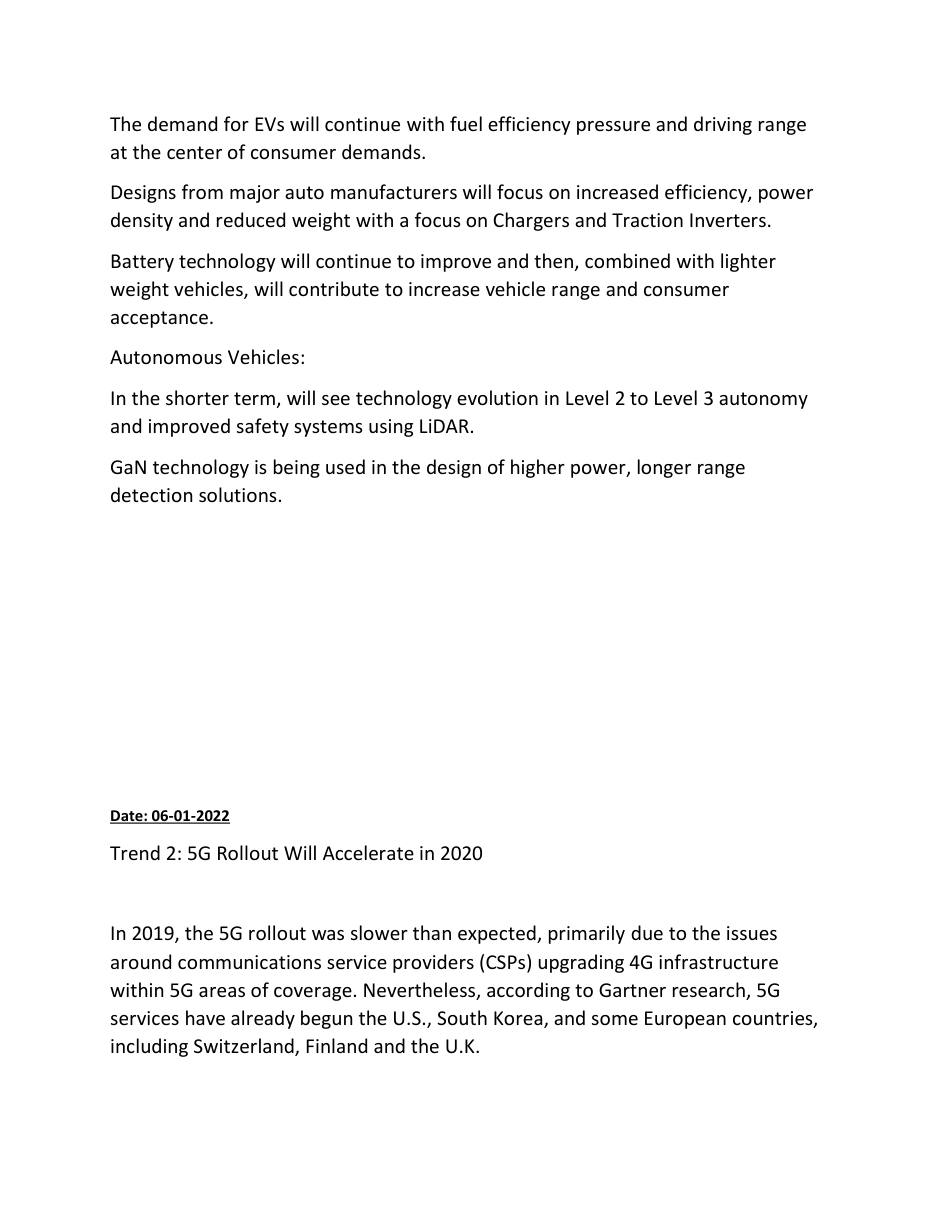 The demand for EVs will continue with fuel efficiency pressure and driving range
at the center of consumer demands.
Designs from major auto manufacturers will focus on increased efficiency, power
density and reduced weight with a focus on Chargers and Traction Inverters.
Battery technology will continue to improve and then, combined with lighter
weight vehicles, will contribute to increase vehicle range and consumer
acceptance.
Autonomous Vehicles:
In the shorter term, will see technology evolution in Level 2 to Level 3 autonomy
and improved safety systems using LiDAR.
GaN technology is being used in the design of higher power, longer range
detection solutions.
Date: 06-01-2022
Trend 2: 5G Rollout Will Accelerate in 2020
In 2019, the 5G rollout was slower than expected, primarily due to the issues
around communications service providers (CSPs) upgrading 4G infrastructure
within 5G areas of coverage. Nevertheless, according to Gartner research, 5G
services have already begun the U.S., South Korea, and some European countries,
including Switzerland, Finland and the U.K.